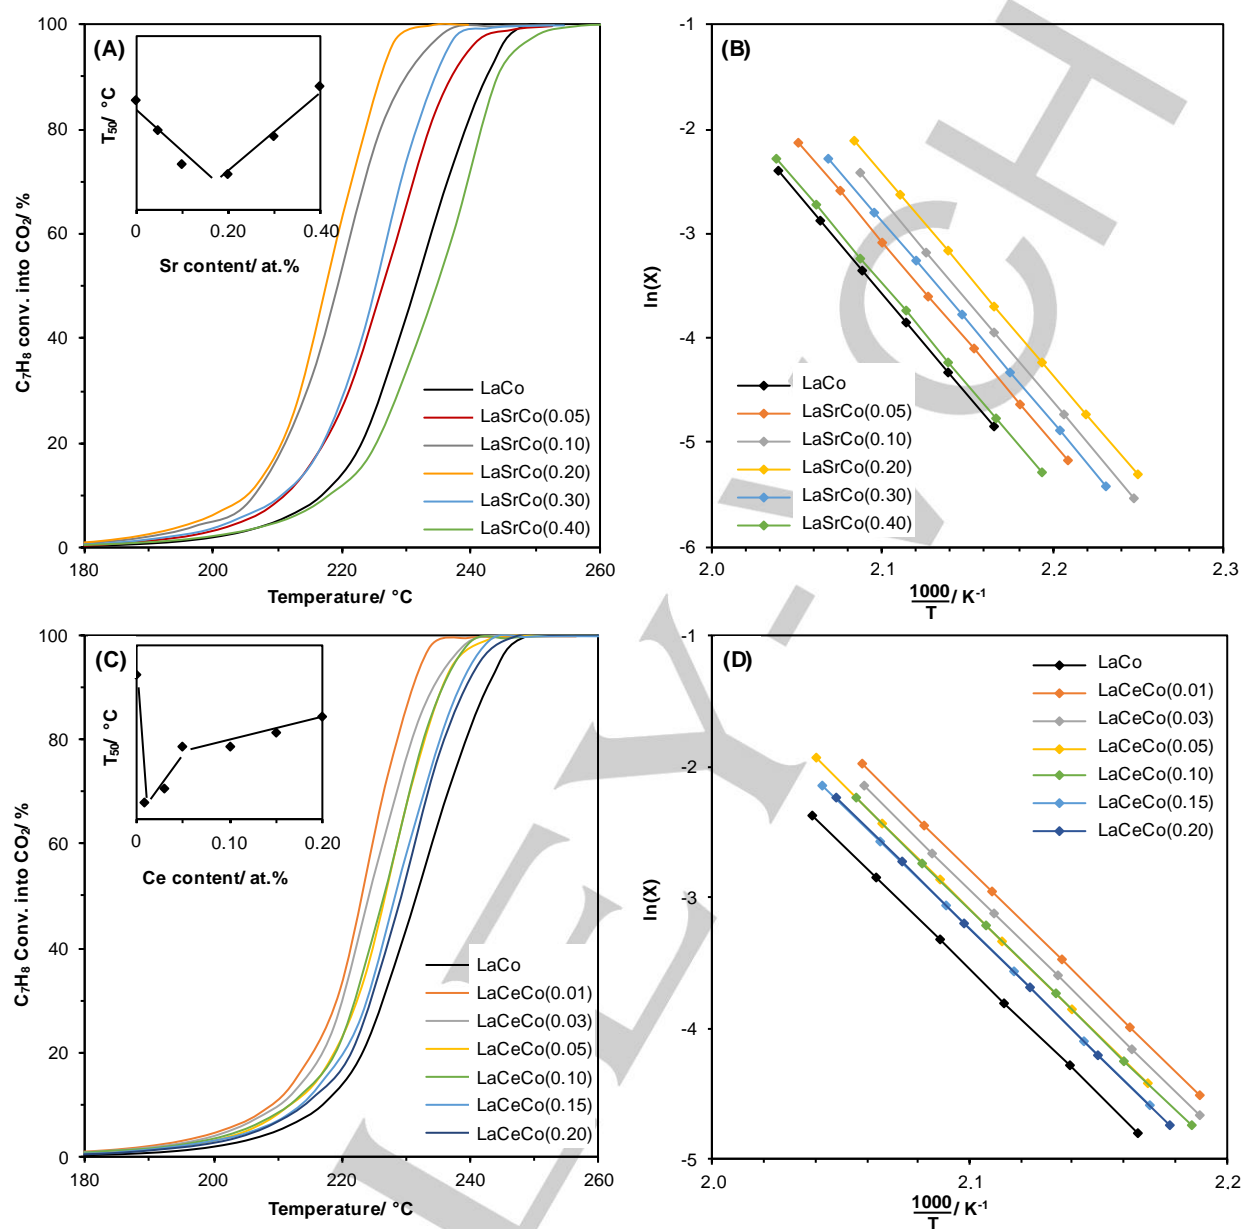 (A)
100
80
60
40
20
0
C₇H₈ conv. into CO₂/ %
180 200 220 240 260
Temperature/ °C
T₅₀/ °C
0 0.20 0.40
Sr content/ at.%
LaCo
LaSrCo(0.05)
LaSrCo(0.10)
LaSrCo(0.20)
LaSrCo(0.30)
LaSrCo(0.40)
(B)
-1
-2
-3
-4
-5
-6
ln(X)
2.0 2.1 2.2 2.3
1000/T / K⁻¹
LaCo
LaSrCo(0.05)
LaSrCo(0.10)
LaSrCo(0.20)
LaSrCo(0.30)
LaSrCo(0.40)
(C)
100
80
60
40
20
0
C₇H₈ Conv. into CO₂/ %
180 200 220 240 260
Temperature/ °C
T₅₀/ °C
0 0.10 0.20
Ce content/ at.%
LaCo
LaCeCo(0.01)
LaCeCo(0.03)
LaCeCo(0.05)
LaCeCo(0.10)
LaCeCo(0.15)
LaCeCo(0.20)
(D)
-1
-2
-3
-4
-5
ln(X)
2.0 2.1 2.2
1000/T / K⁻¹
LaCo
LaCeCo(0.01)
LaCeCo(0.03)
LaCeCo(0.05)
LaCeCo(0.10)
LaCeCo(0.15)
LaCeCo(0.20)